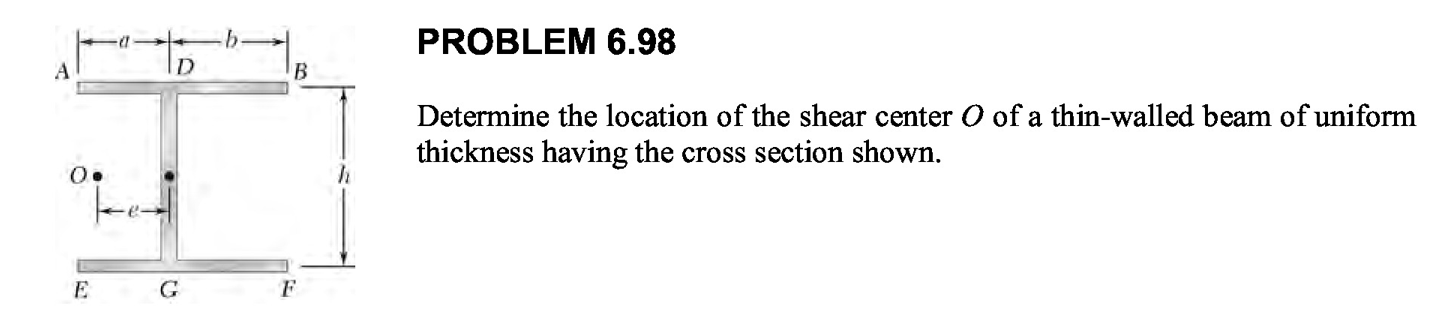 PROBLEM 6.98
Determine the location of the shear center O of a thin-walled beam of uniform
thickness having the cross section shown.
a b
A D B
O h
e
E G F